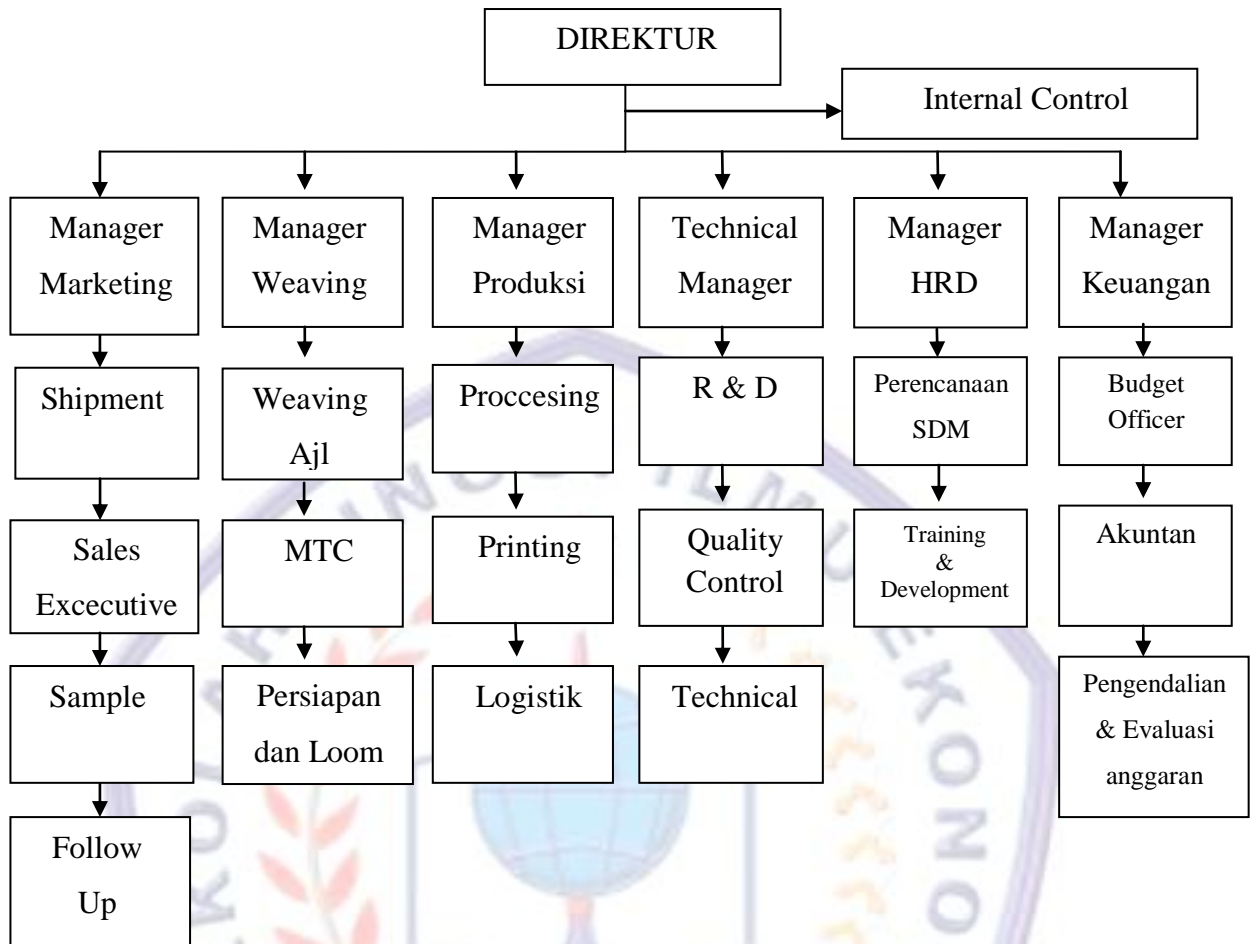 DIREKTUR
Internal Control
Manager
Marketing
Manager
Weaving
Manager
Produksi
Technical
Manager
Manager
HRD
Manager
Keuangan
Shipment
Weaving
Ajl
Proccesing
R & D
Perencanaan
SDM
Budget
Officer
Sales
Excecutive
MTC
Printing
Quality
Control
Training
&
Development
Akuntan
Sample
Persiapan
dan Loom
Logistik
Technical
Pengendalian
& Evaluasi
anggaran
Follow
Up